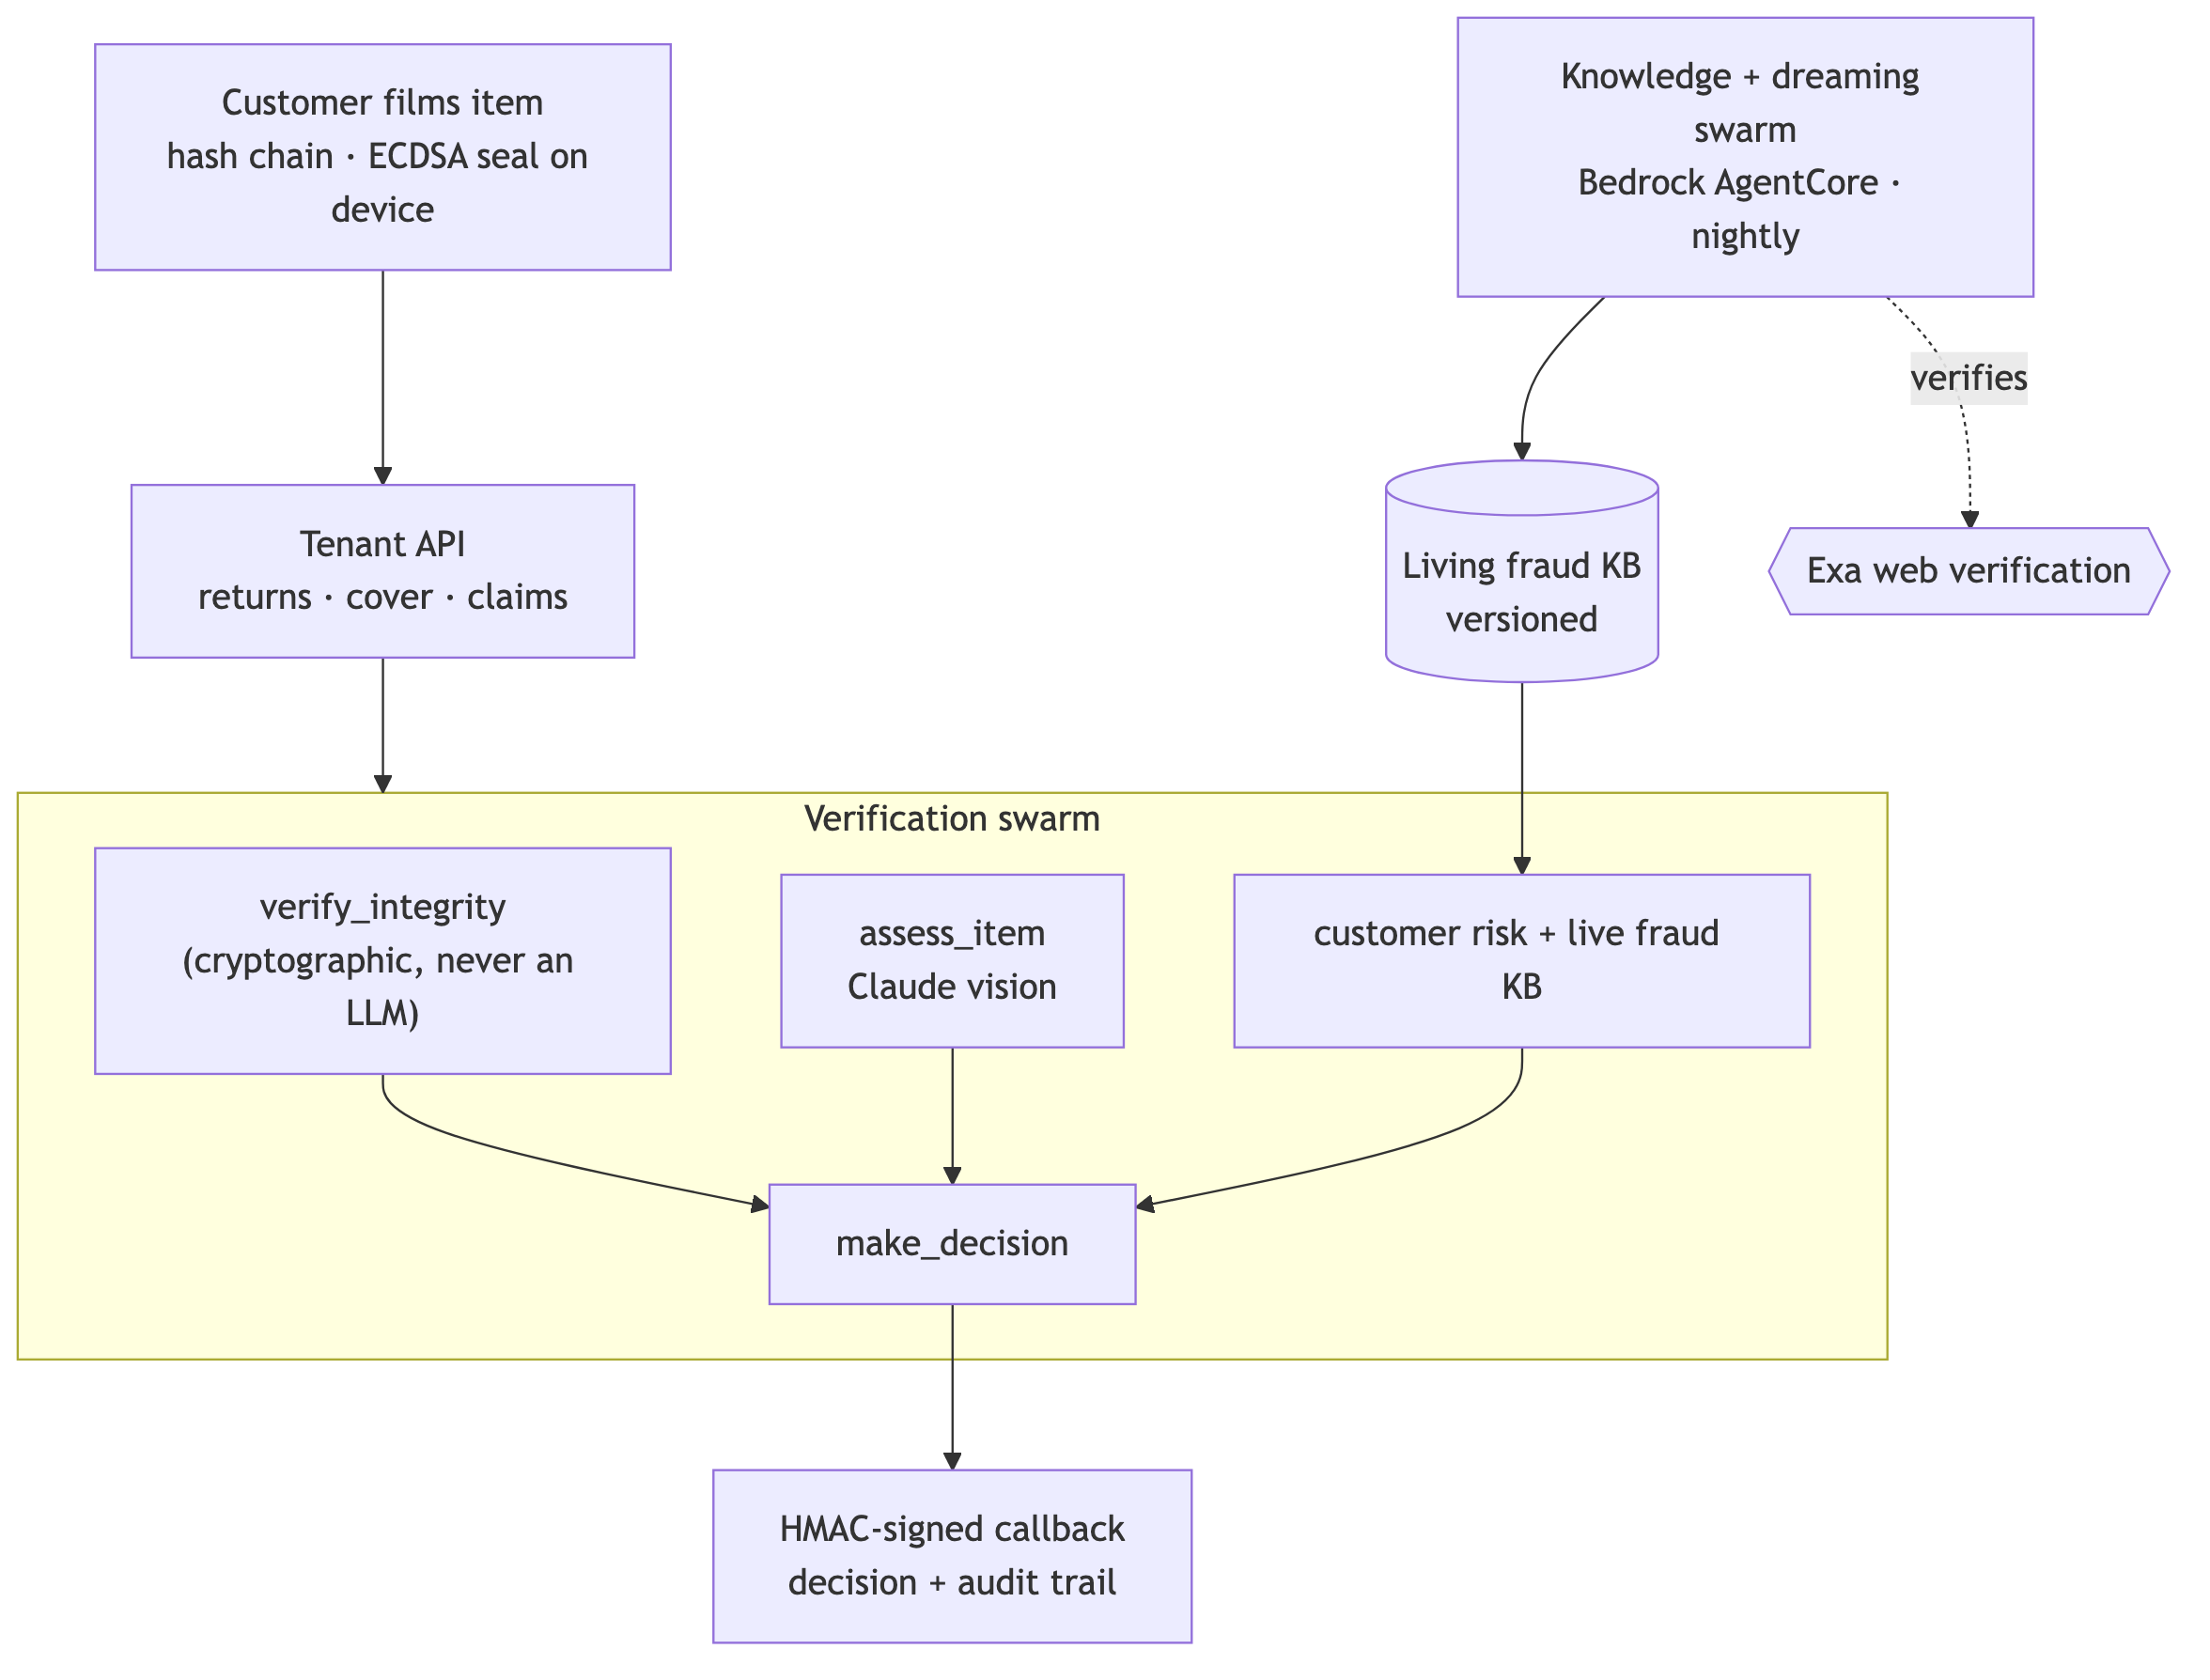 Customer films item
hash chain · ECDSA seal on
device
Knowledge + dreaming
swarm
Bedrock AgentCore ·
nightly
verifies
Tenant API
returns · cover · claims
Living fraud KB
versioned
Exa web verification
Verification swarm
verify_integrity
(cryptographic, never an
LLM)
assess_item
Claude vision
customer risk + live fraud
KB
make_decision
HMAC-signed callback
decision + audit trail